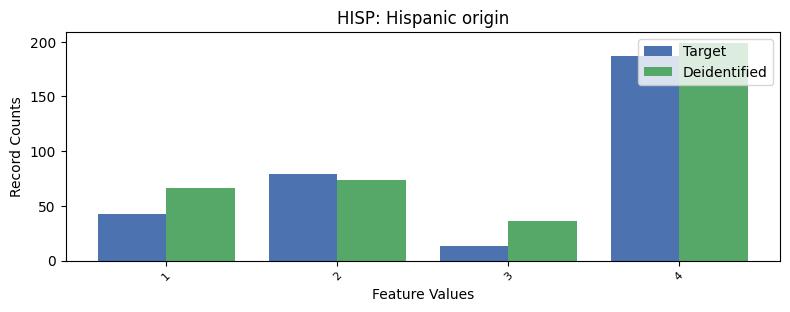 HISP: Hispanic origin
Target
Deidentified
Record Counts
200
150
100
50
0
1
2
3
4
Feature Values